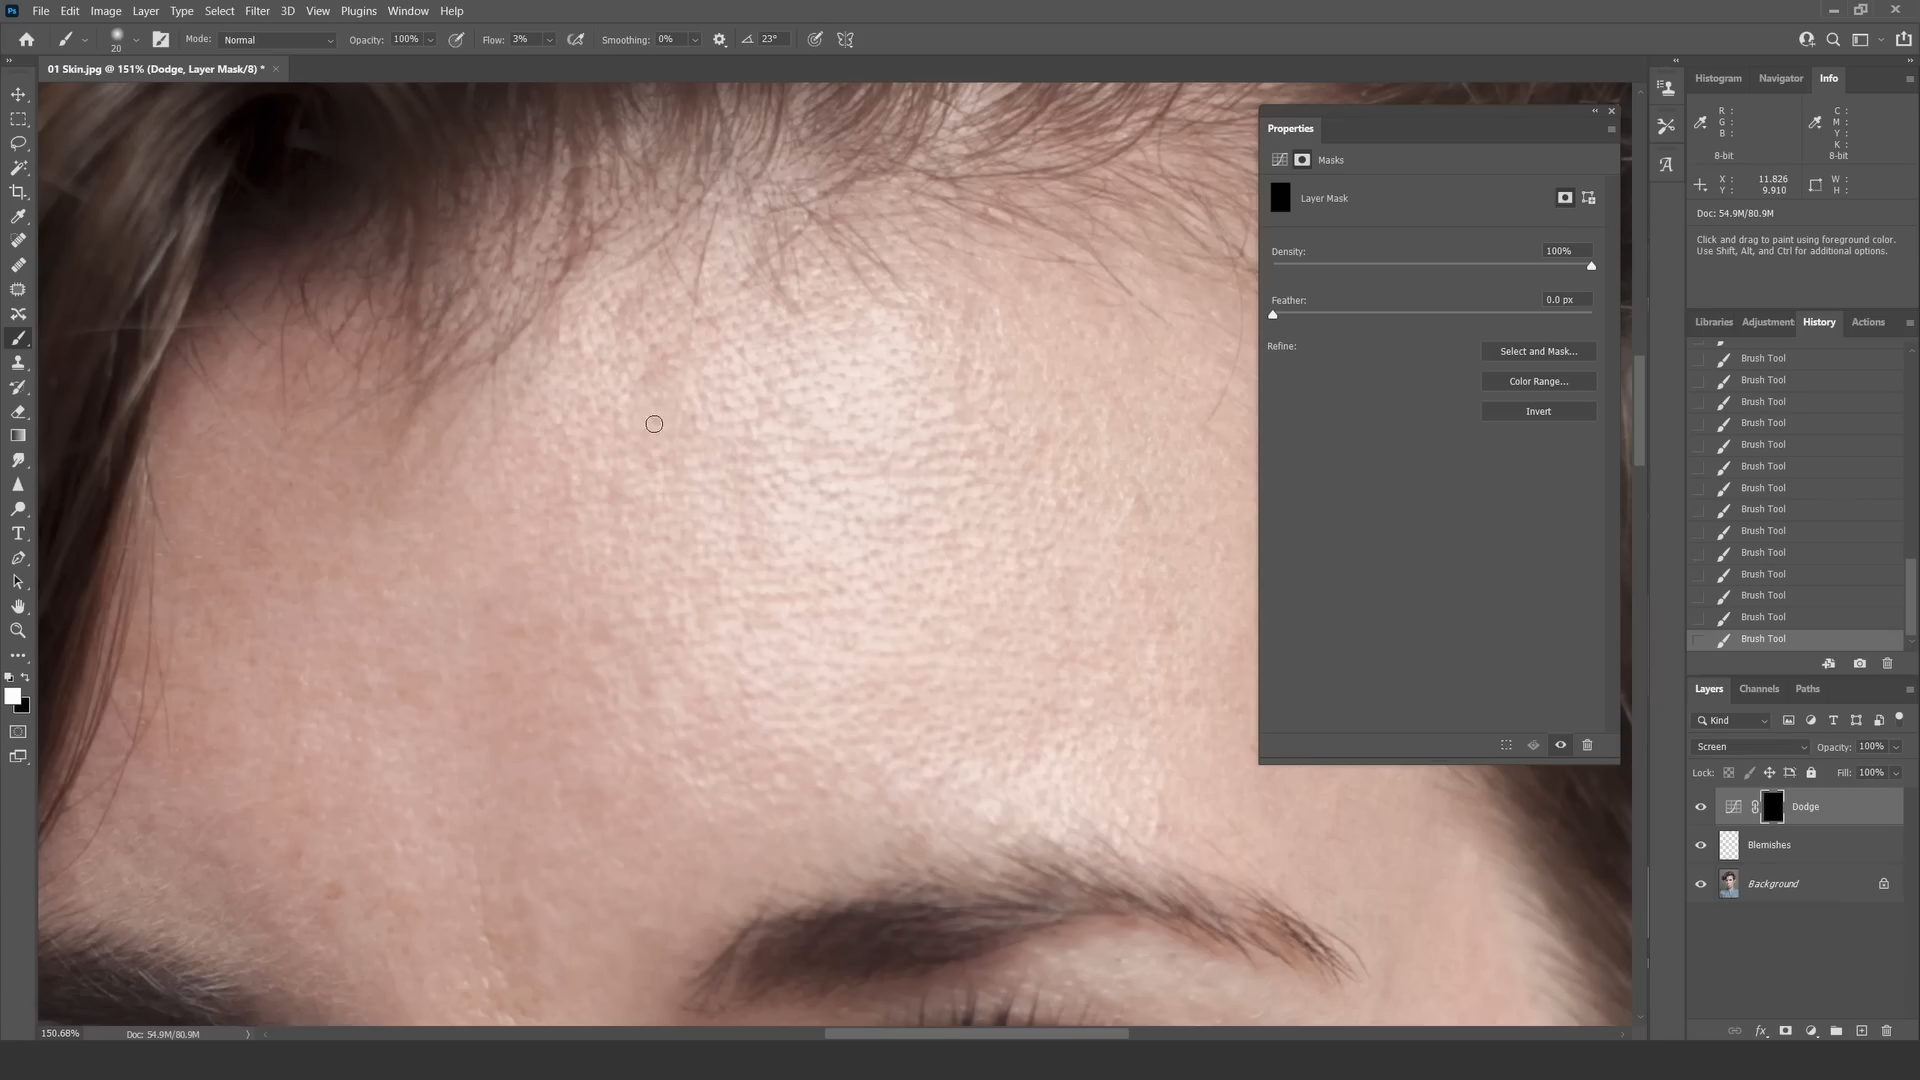 Ps File Edit Image Layer Type Select Filter 3D View Plugins Window Help
20 Mode: Normal Opacity: 100% Flow: 3% Smoothing: 0% 23°
01 Skin.jpg @ 151% (Dodge, Layer Mask/8) *
Histogram Navigator Info
R : C :
G : M :
B : Y :
K :
8-bit 8-bit
X : 11.826 W :
Y : 9.910 H :
Doc: 54.9M/80.9M
Click and drag to paint using foreground color.
Use Shift, Alt, and Ctrl for additional options.
Properties
Masks
Layer Mask
Density: 100%
Feather: 0.0 px
Refine: Select and Mask...
Color Range...
Invert
Libraries Adjustment History Actions
Brush Tool
Brush Tool
Brush Tool
Brush Tool
Brush Tool
Brush Tool
Brush Tool
Brush Tool
Brush Tool
Brush Tool
Brush Tool
Brush Tool
Brush Tool
Brush Tool
Layers Channels Paths
Kind
Screen Opacity: 100%
Lock: Fill: 100%
Dodge
Blemishes
Background
150.68% Doc: 54.9M/80.9M